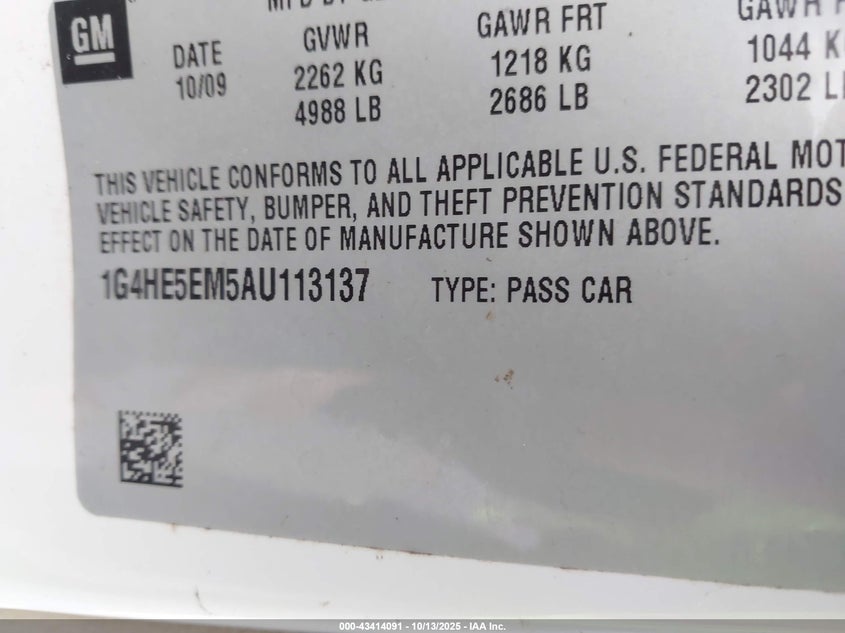 GM
DATE
10/09
GVWR
2262 KG
4988 LB
GAWR FRT
1218 KG
2686 LB
GAWR
1044
2302
THIS VEHICLE CONFORMS TO ALL APPLICABLE U.S. FEDERAL
VEHICLE SAFETY, BUMPER, AND THEFT PREVENTION STANDARDS
EFFECT ON THE DATE OF MANUFACTURE SHOWN ABOVE.
1G4HE5EM5AU113137 TYPE: PASS CAR
000-43414091 - 10/13/2025 - IAA Inc.